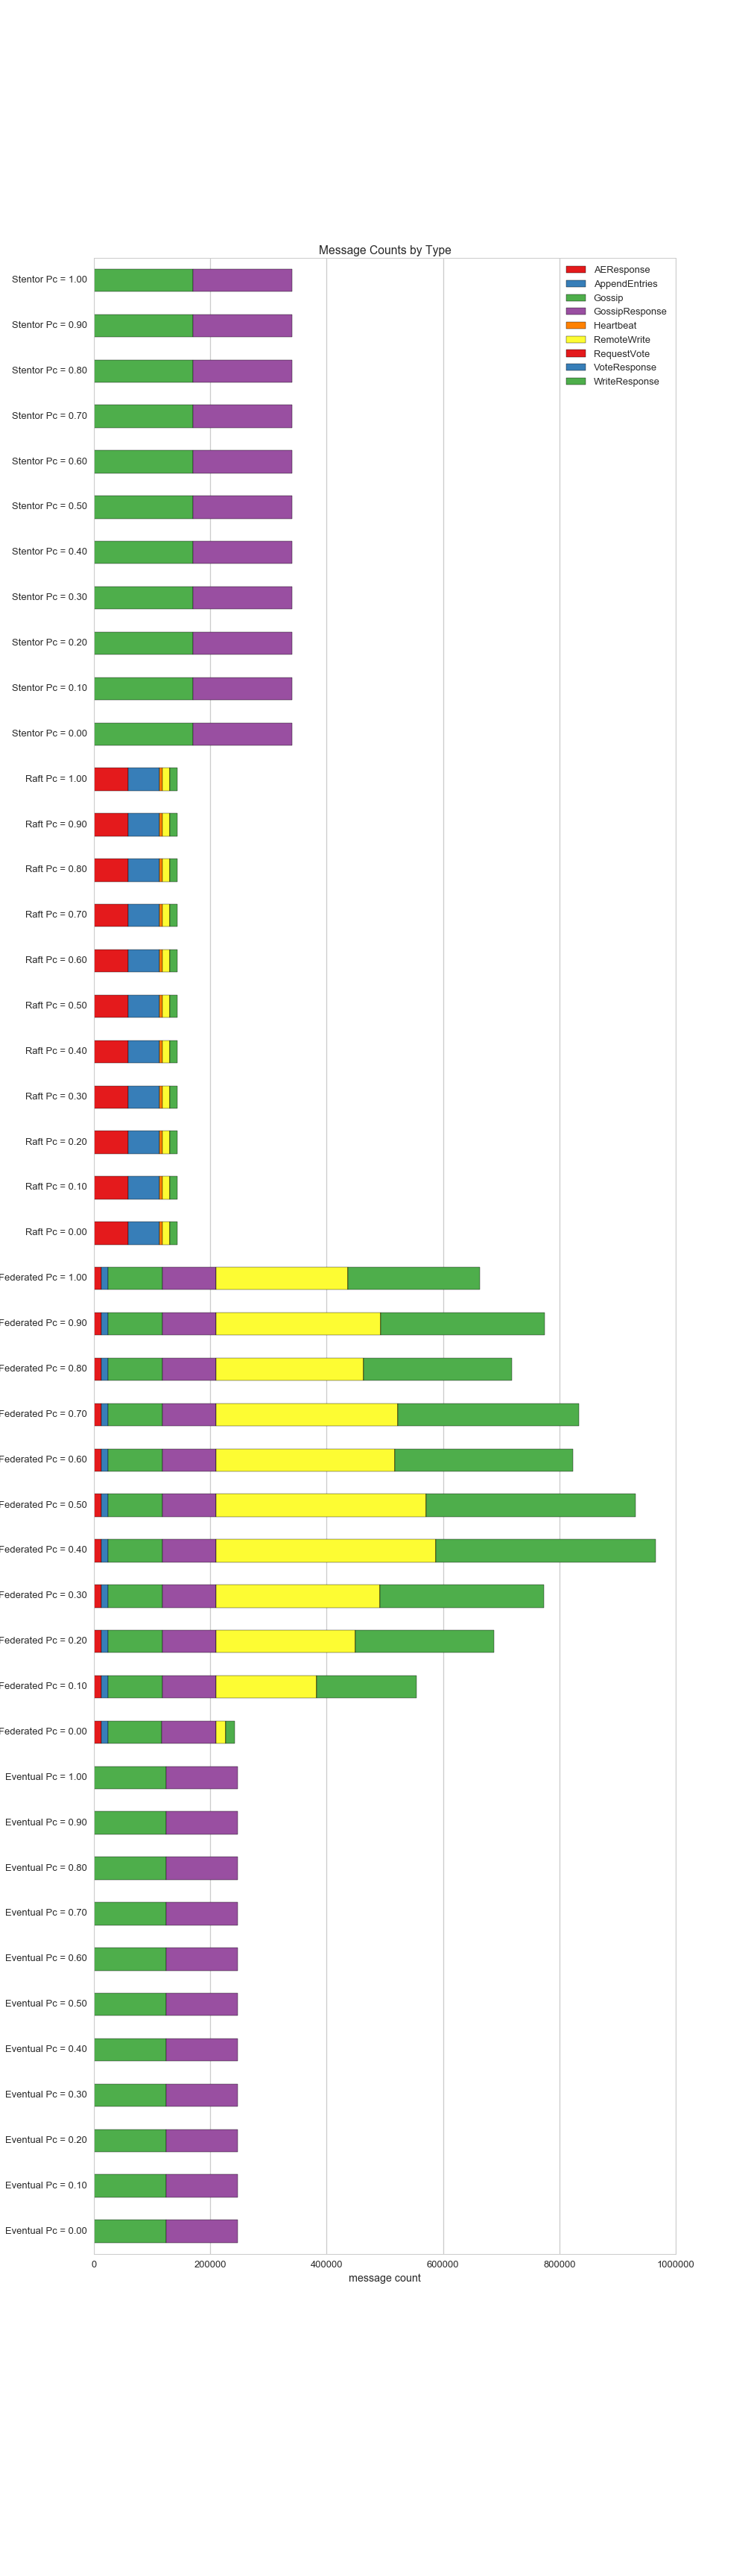 Message Counts by Type
AEResponse
AppendEntries
Gossip
GossipResponse
Heartbeat
RemoteWrite
RequestVote
VoteResponse
WriteResponse
Stentor Pc = 1.00
Stentor Pc = 0.90
Stentor Pc = 0.80
Stentor Pc = 0.70
Stentor Pc = 0.60
Stentor Pc = 0.50
Stentor Pc = 0.40
Stentor Pc = 0.30
Stentor Pc = 0.20
Stentor Pc = 0.10
Stentor Pc = 0.00
Raft Pc = 1.00
Raft Pc = 0.90
Raft Pc = 0.80
Raft Pc = 0.70
Raft Pc = 0.60
Raft Pc = 0.50
Raft Pc = 0.40
Raft Pc = 0.30
Raft Pc = 0.20
Raft Pc = 0.10
Raft Pc = 0.00
Federated Pc = 1.00
Federated Pc = 0.90
Federated Pc = 0.80
Federated Pc = 0.70
Federated Pc = 0.60
Federated Pc = 0.50
Federated Pc = 0.40
Federated Pc = 0.30
Federated Pc = 0.20
Federated Pc = 0.10
Federated Pc = 0.00
Eventual Pc = 1.00
Eventual Pc = 0.90
Eventual Pc = 0.80
Eventual Pc = 0.70
Eventual Pc = 0.60
Eventual Pc = 0.50
Eventual Pc = 0.40
Eventual Pc = 0.30
Eventual Pc = 0.20
Eventual Pc = 0.10
Eventual Pc = 0.00
0 200000 400000 600000 800000 1000000
message count